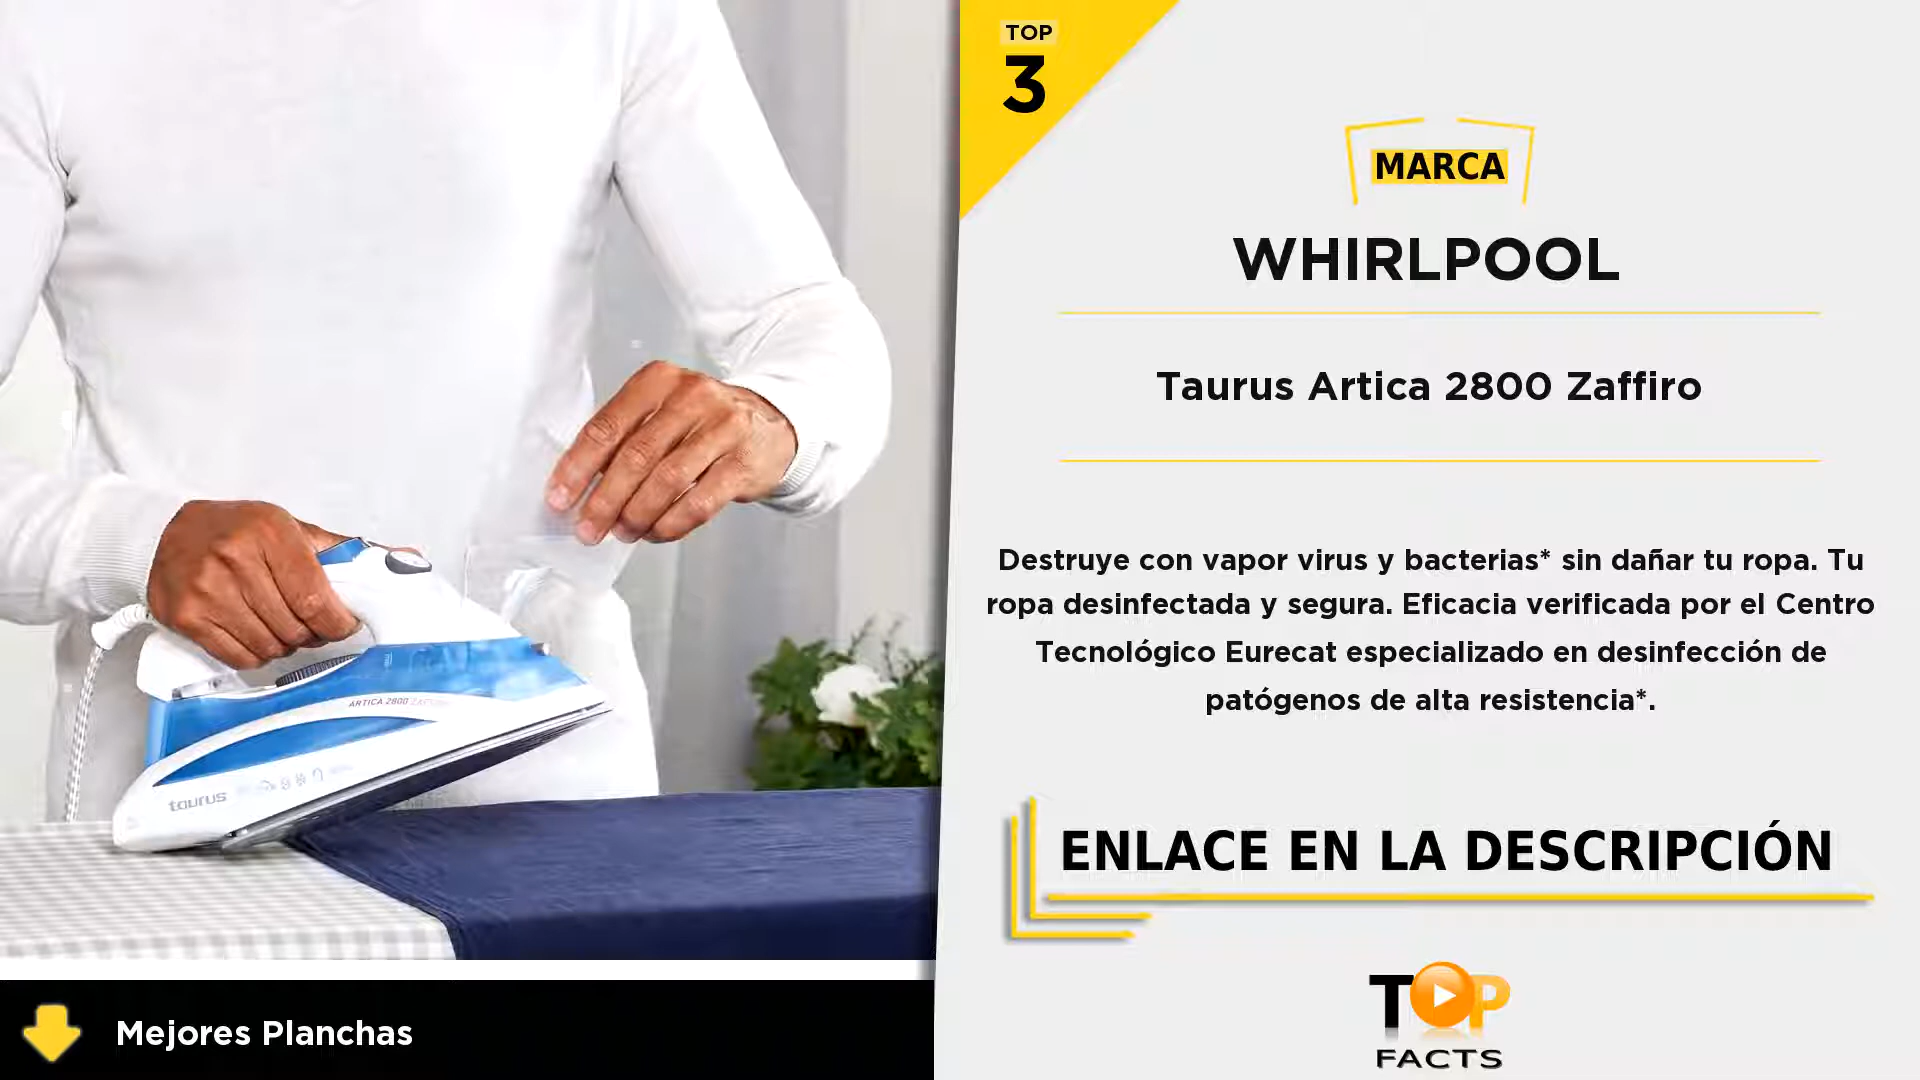 TOP
3
MARCA
WHIRLPOOL
Taurus Artica 2800 Zaffiro
Destruye con vapor virus y bacterias* sin dañar tu ropa. Tu
ropa desinfectada y segura. Eficacia verificada por el Centro
Tecnológico Eurecat especializado en desinfección de
patógenos de alta resistencia*.
ENLACE EN LA DESCRIPCIÓN
TOP
FACTS
ARTICA 2800 ZAFFIRO
taurus
Mejores Planchas